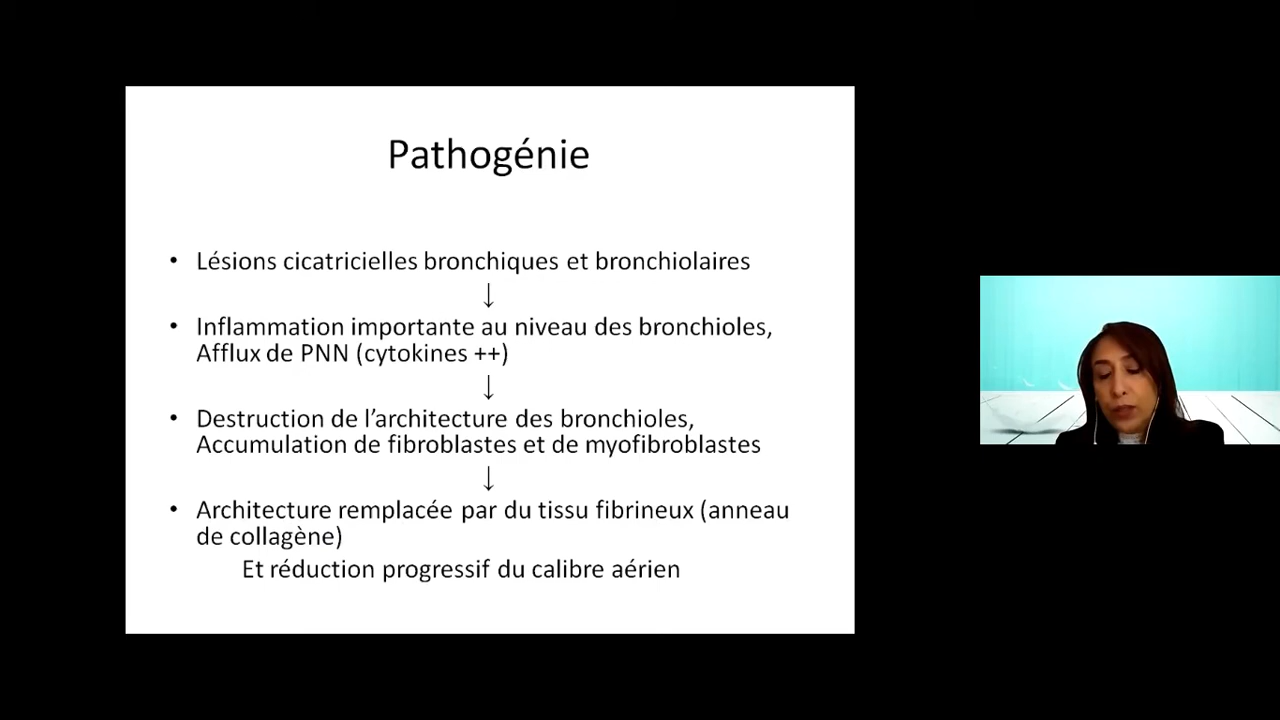 Pathogénie
• Lésions cicatricielles bronchiques et bronchiolaires
↓
• Inflammation importante au niveau des bronchioles,
Afflux de PNN (cytokines ++)
↓
• Destruction de l’architecture des bronchioles,
Accumulation de fibroblastes et de myofibroblastes
↓
• Architecture remplacée par du tissu fibrineux (anneau
de collagène)
Et réduction progressif du calibre aérien